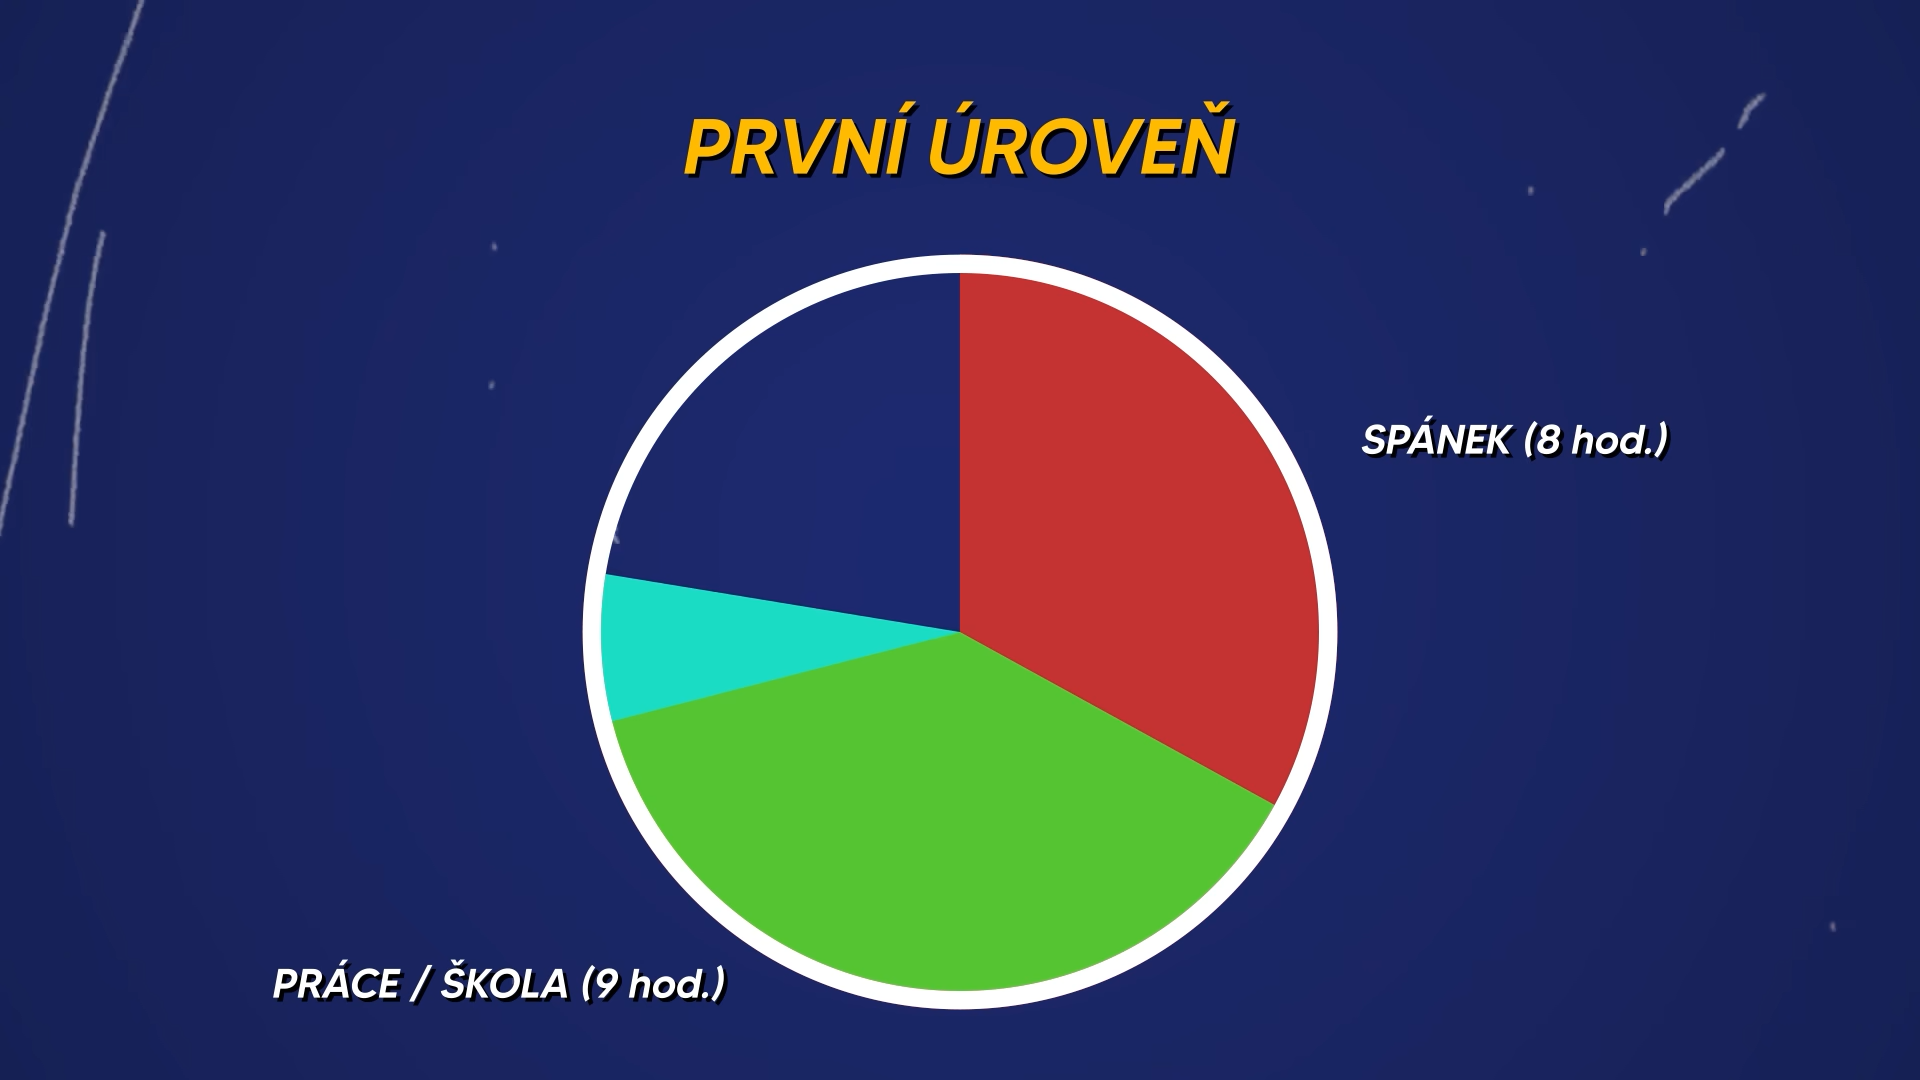 PRVNÍ ÚROVEŇ
SPÁNEK (8 hod.)
PRÁCE / ŠKOLA (9 hod.)